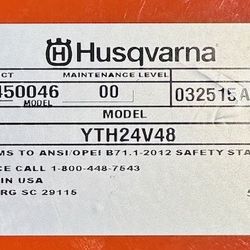 Husqvarna
CT MAINTENANCE LEVEL
450046 00 032515A
MODEL
MODEL
YTH24V48
MS TO ANSI/OPEI B71.1-2012 SAFETY STA
CE CALL 1-800-448-7543
IN USA
RG SC 29115